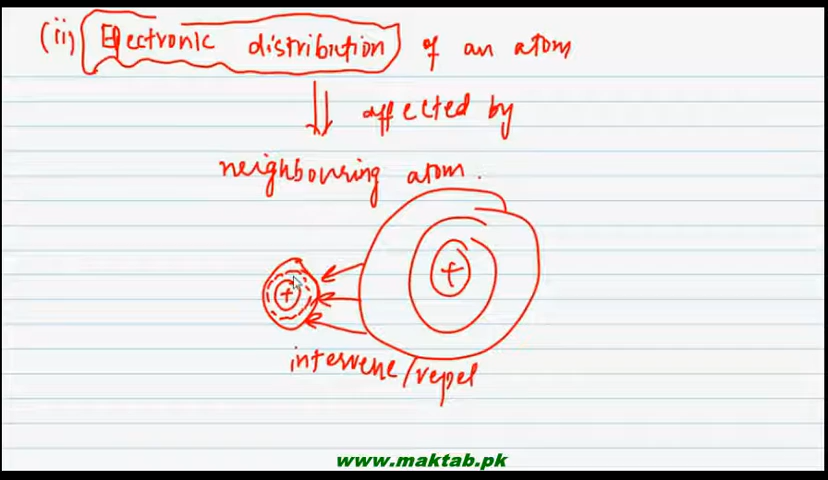 (ii) Electronic distribution of an atom
affected by
neighbouring atom.
+
+
intervene/repel
www.maktab.pk